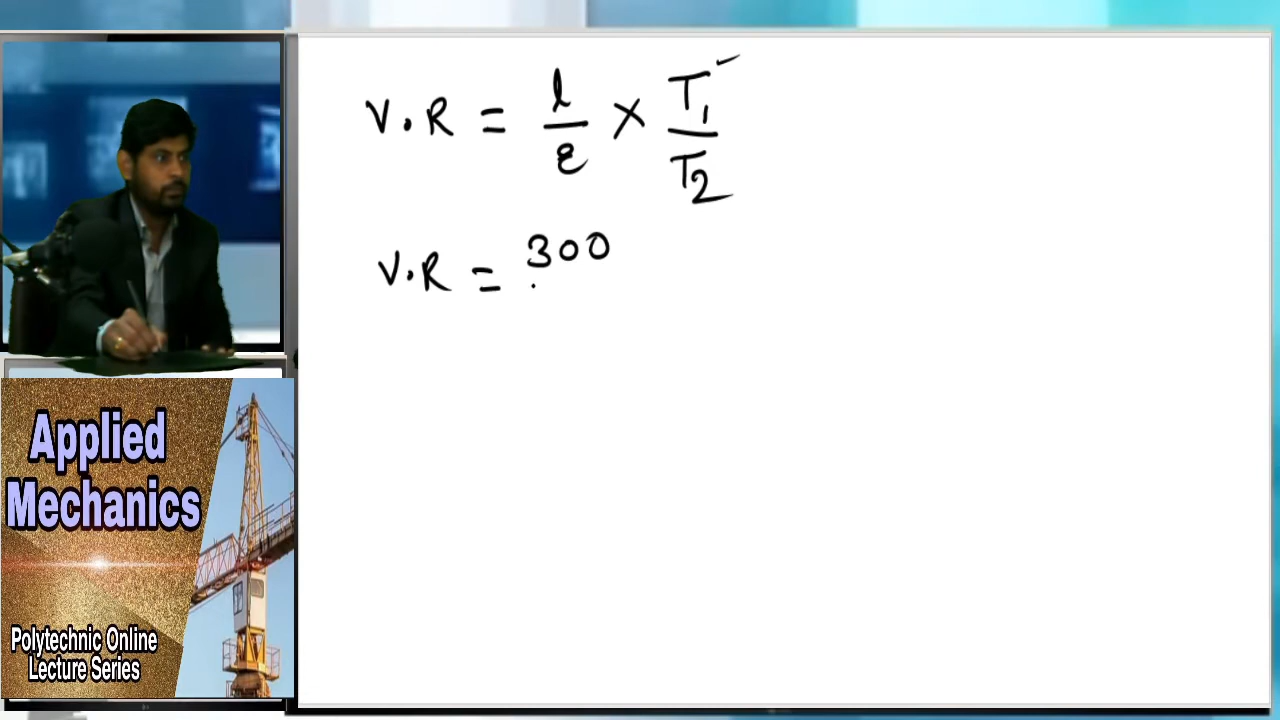 V.R = l/r × T₁/T₂
V.R = 300
Applied
Mechanics
Polytechnic Online
Lecture Series